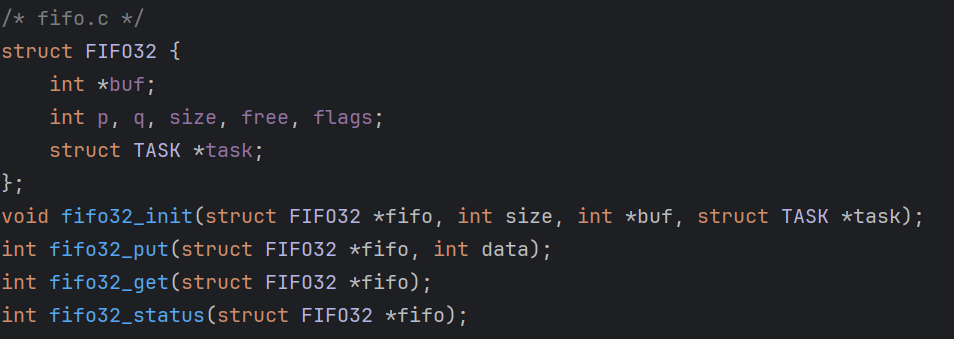 /* fifo.c */
struct FIFO32 {
    int *buf;
    int p, q, size, free, flags;
    struct TASK *task;
};
void fifo32_init(struct FIFO32 *fifo, int size, int *buf, struct TASK *task);
int fifo32_put(struct FIFO32 *fifo, int data);
int fifo32_get(struct FIFO32 *fifo);
int fifo32_status(struct FIFO32 *fifo);